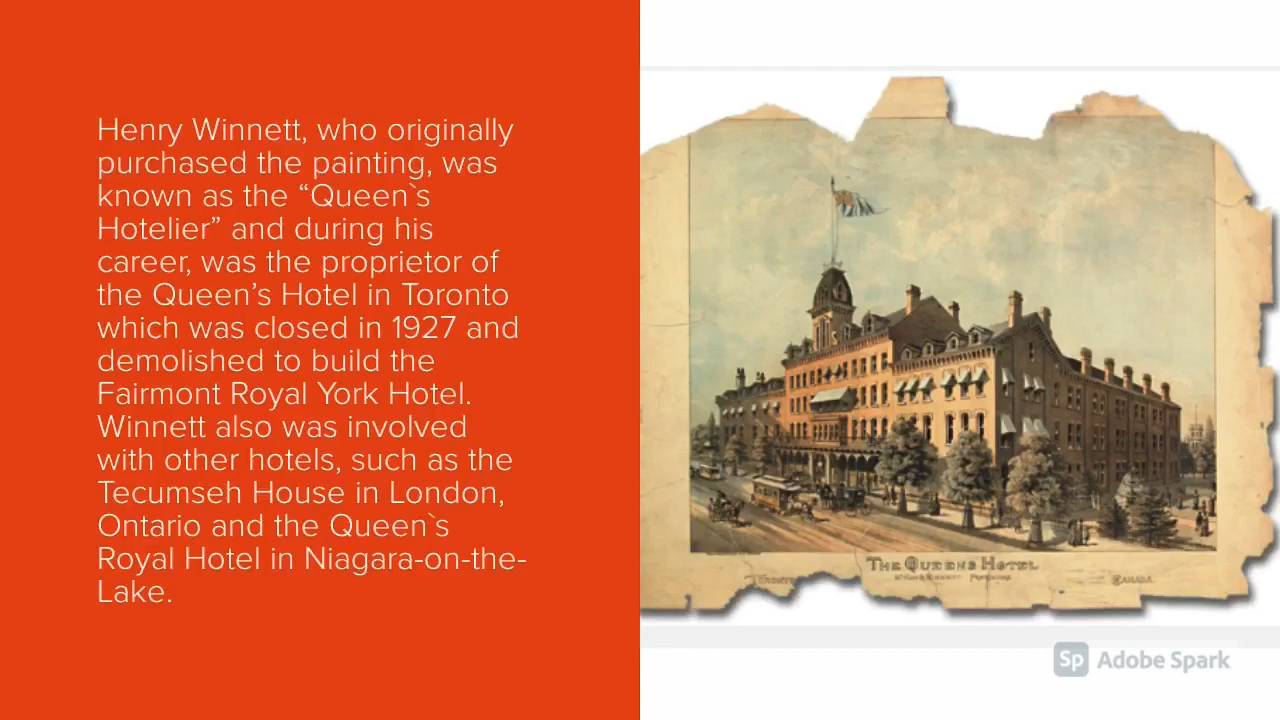 Henry Winnett, who originally
purchased the painting, was
known as the “Queen`s
Hotelier” and during his
career, was the proprietor of
the Queen’s Hotel in Toronto
which was closed in 1927 and
demolished to build the
Fairmont Royal York Hotel.
Winnett also was involved
with other hotels, such as the
Tecumseh House in London,
Ontario and the Queen`s
Royal Hotel in Niagara-on-the-
Lake.
The Queens Hotel
Toronto
Canada
Sp Adobe Spark